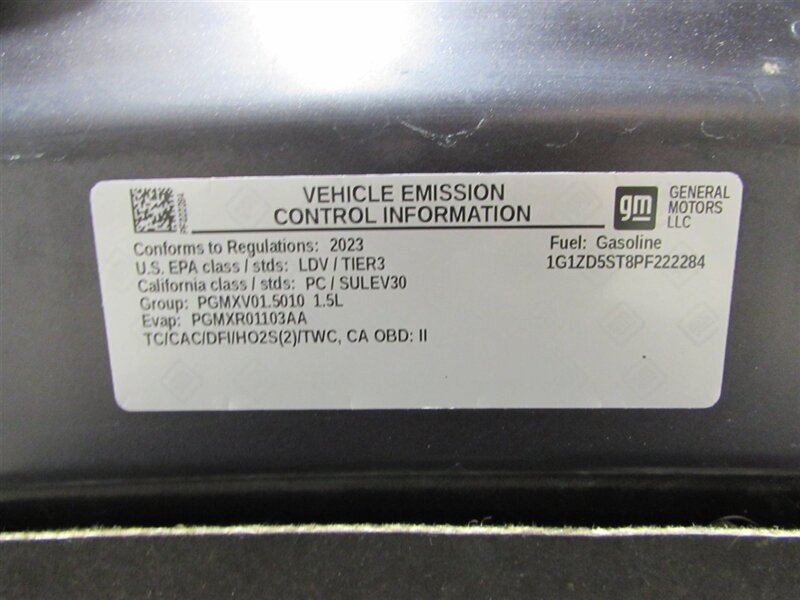 VEHICLE EMISSION
CONTROL INFORMATION
gm
GENERAL
MOTORS
LLC
PF222284
Conforms to Regulations: 2023
U.S. EPA class / stds: LDV / TIER3
California class / stds: PC / SULEV30
Group: PGMXV01.5010 1.5L
Evap: PGMXR01103AA
TC/CAC/DFI/HO2S(2)/TWC, CA OBD: II
Fuel: Gasoline
1G1ZD5ST8PF222284